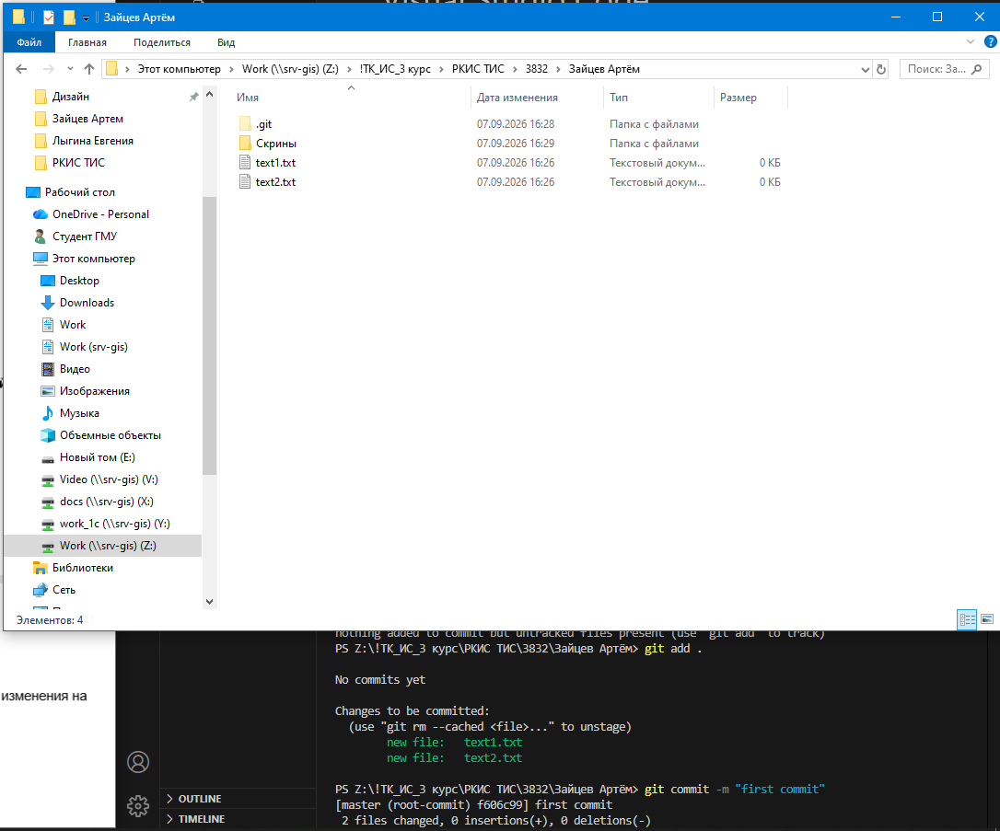 Visual Studio Code
Зайцев Артём
Файл Главная Поделиться Вид
Этот компьютер > Work (\\srv-gis) (Z:) > !ТК_ИС_3 курс > РКИС ТИС > 3832 > Зайцев Артём
Поиск: За...
Дизайн
Зайцев Артем
Лыгина Евгения
РКИС ТИС
Рабочий стол
OneDrive - Personal
Студент ГМУ
Этот компьютер
Desktop
Downloads
Work
Work (srv-gis)
Видео
Изображения
Музыка
Объемные объекты
Новый том (E:)
Video (\\srv-gis) (V:)
docs (\\srv-gis) (X:)
work_1c (\\srv-gis) (Y:)
Work (\\srv-gis) (Z:)
Библиотеки
Сеть
Имя Дата изменения Тип Размер
.git 07.09.2026 16:28 Папка с файлами
Скрины 07.09.2026 16:29 Папка с файлами
text1.txt 07.09.2026 16:26 Текстовый докум... 0 КБ
text2.txt 07.09.2026 16:26 Текстовый докум... 0 КБ
Элементов: 4
изменения на
OUTLINE
TIMELINE
nothing added to commit but untracked files present (use "git add" to track)
PS Z:\!ТК_ИС_3 курс\РКИС ТИС\3832\Зайцев Артём> git add .
No commits yet
Changes to be committed:
(use "git rm --cached <file>..." to unstage)
new file: text1.txt
new file: text2.txt
PS Z:\!ТК_ИС_3 курс\РКИС ТИС\3832\Зайцев Артём> git commit -m "first commit"
[master (root-commit) f606c99] first commit
2 files changed, 0 insertions(+), 0 deletions(-)